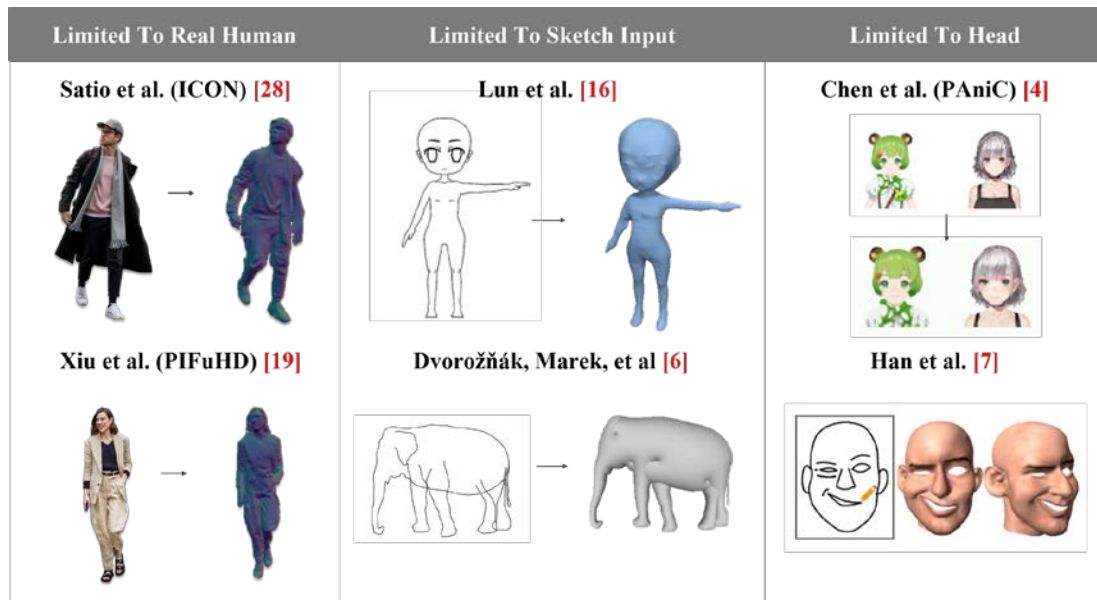 Limited To Real Human
Limited To Sketch Input
Limited To Head
Satio et al. (ICON) [28]
Lun et al. [16]
Chen et al. (PAniC) [4]
Xiu et al. (PIFuHD) [19]
Dvorožňák, Marek, et al [6]
Han et al. [7]